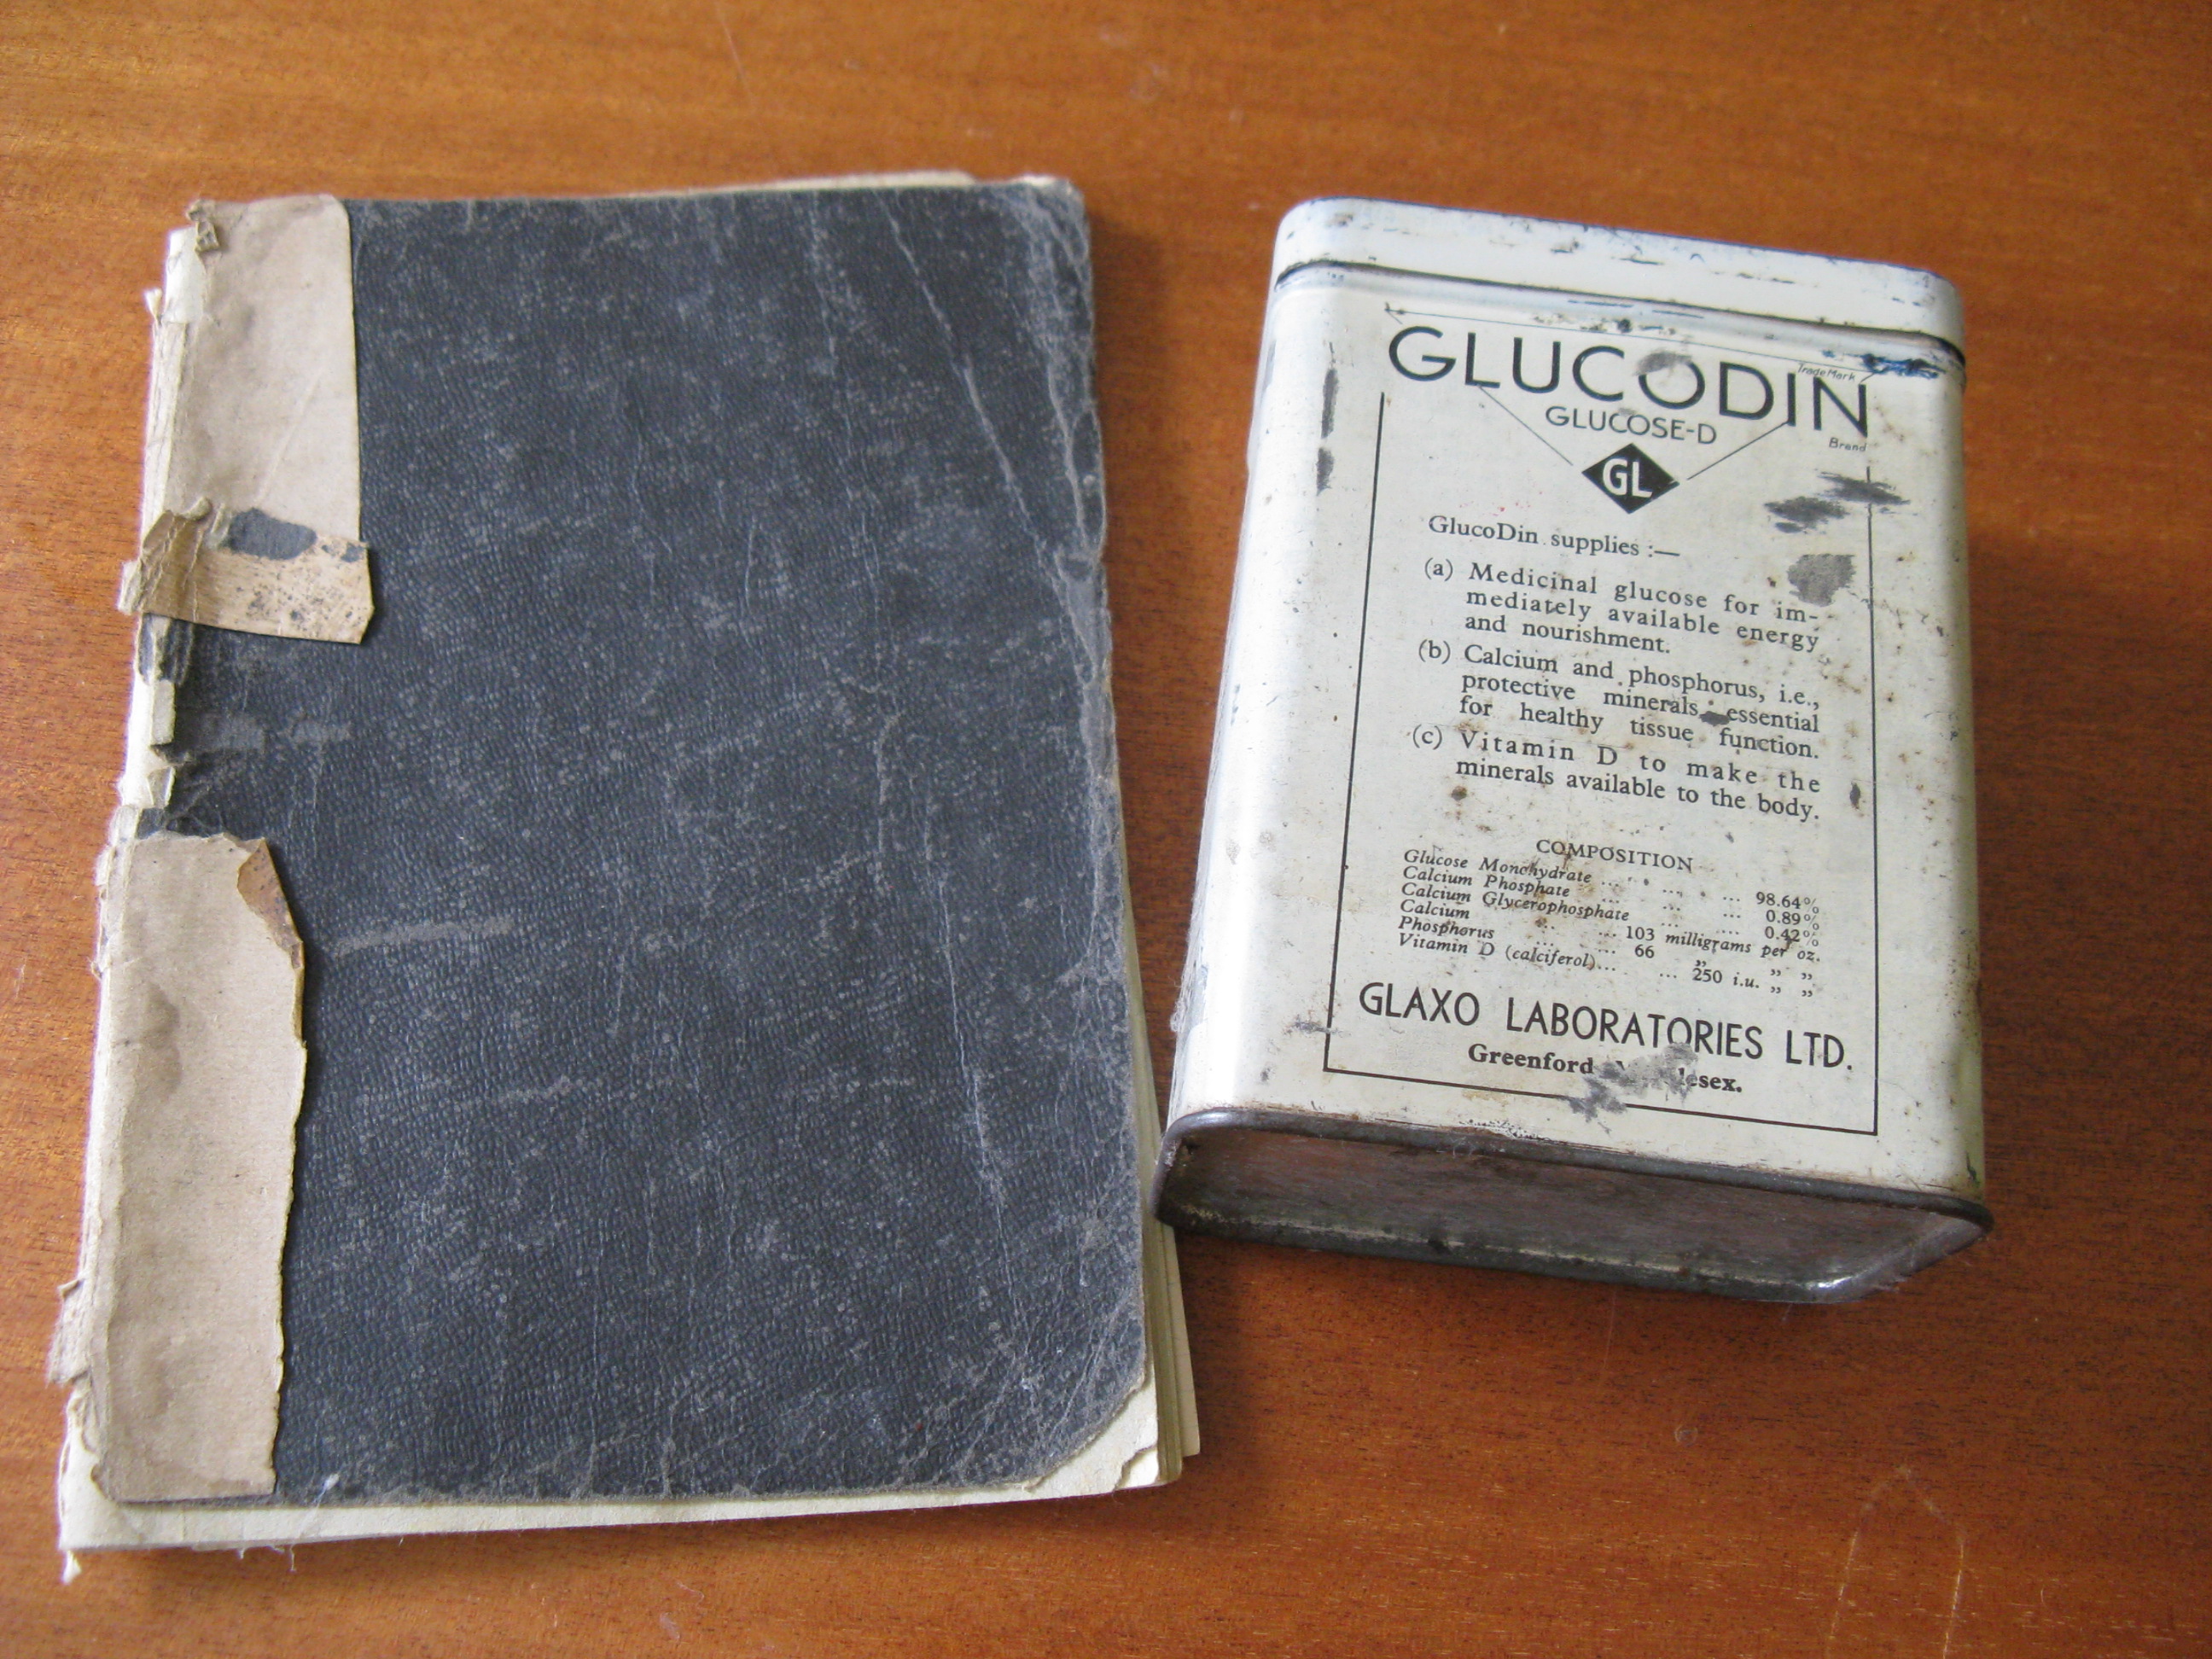 GLUCODIN
Trade Mark
GLUCOSE-D
Brand
GL
GlucoDin supplies :—
(a) Medicinal glucose for im-
mediately available energy
and nourishment.
(b) Calcium and phosphorus, i.e.,
protective minerals essential
for healthy tissue function.
(c) Vitamin D to make the
minerals available to the body.
COMPOSITION
Glucose Monohydrate ... ... ... 98.64%
Calcium Phosphate ... ... ... 0.89%
Calcium Glycerophosphate ... ... 0.42%
Calcium ... ... 103 milligrams per oz.
Phosphorus ... ... 66 „ „ „
Vitamin D (calciferol)... ... 250 i.u. „ „
GLAXO LABORATORIES LTD.
Greenford